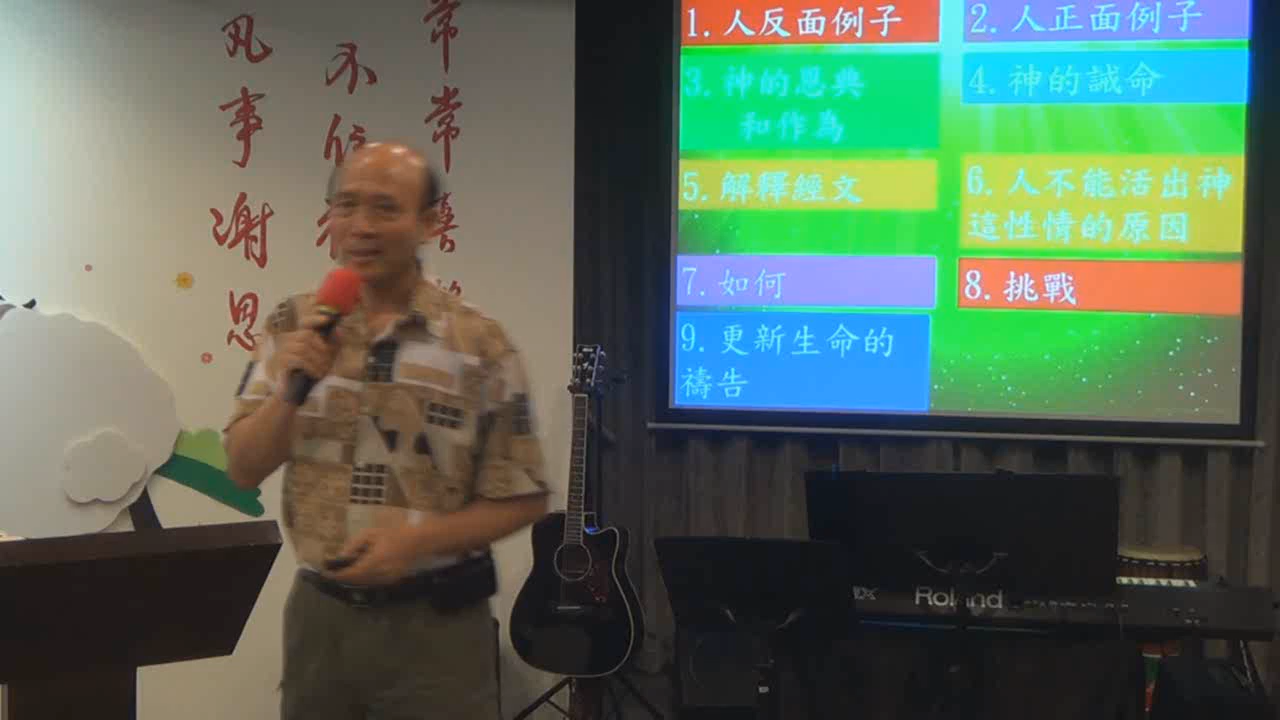 常常喜
不住
凡事謝恩
1. 人反面例子
2. 人正面例子
3. 神的恩典
和作為
4. 神的誡命
5. 解釋經文
6. 人不能活出神
這性情的原因
7. 如何
8. 挑戰
9. 更新生命的
禱告
Roland